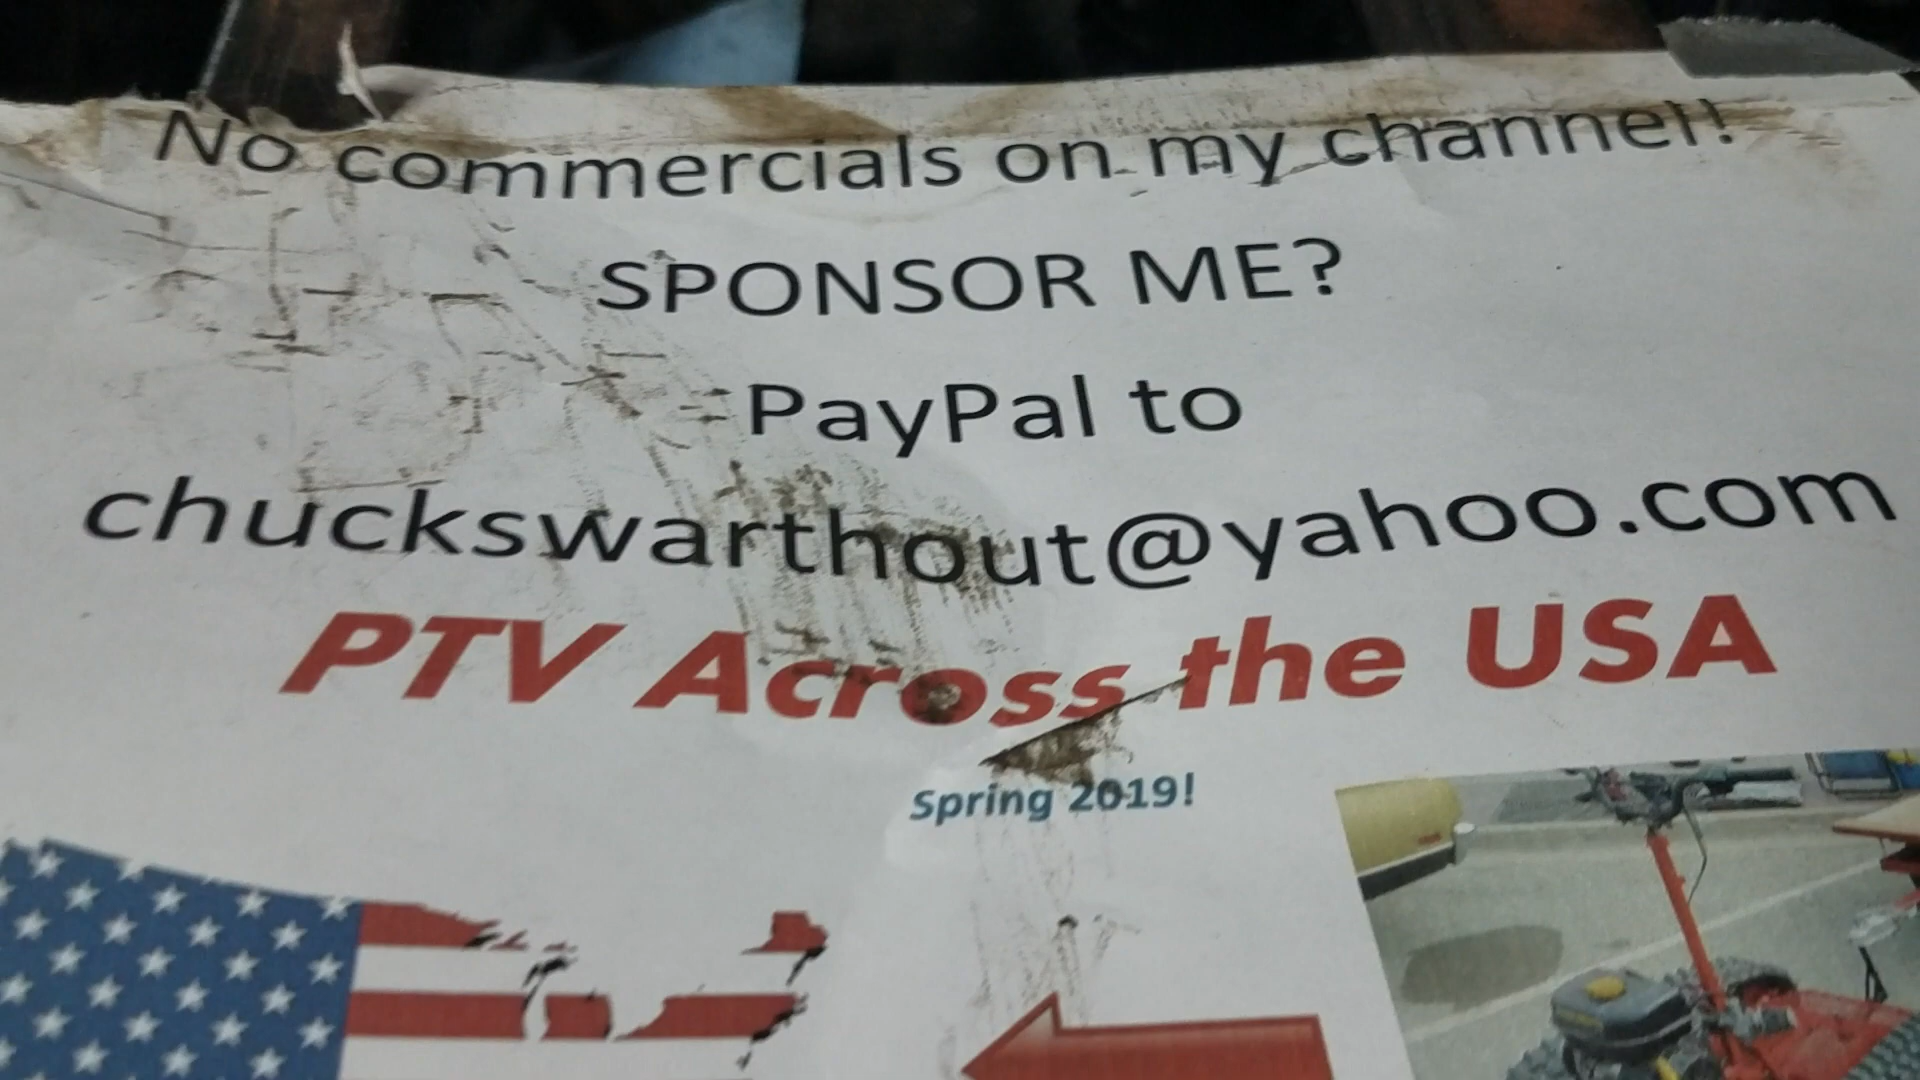 No commercials on my channel!
SPONSOR ME?
PayPal to
chuckswarthout@yahoo.com
PTV Across the USA
Spring 2019!